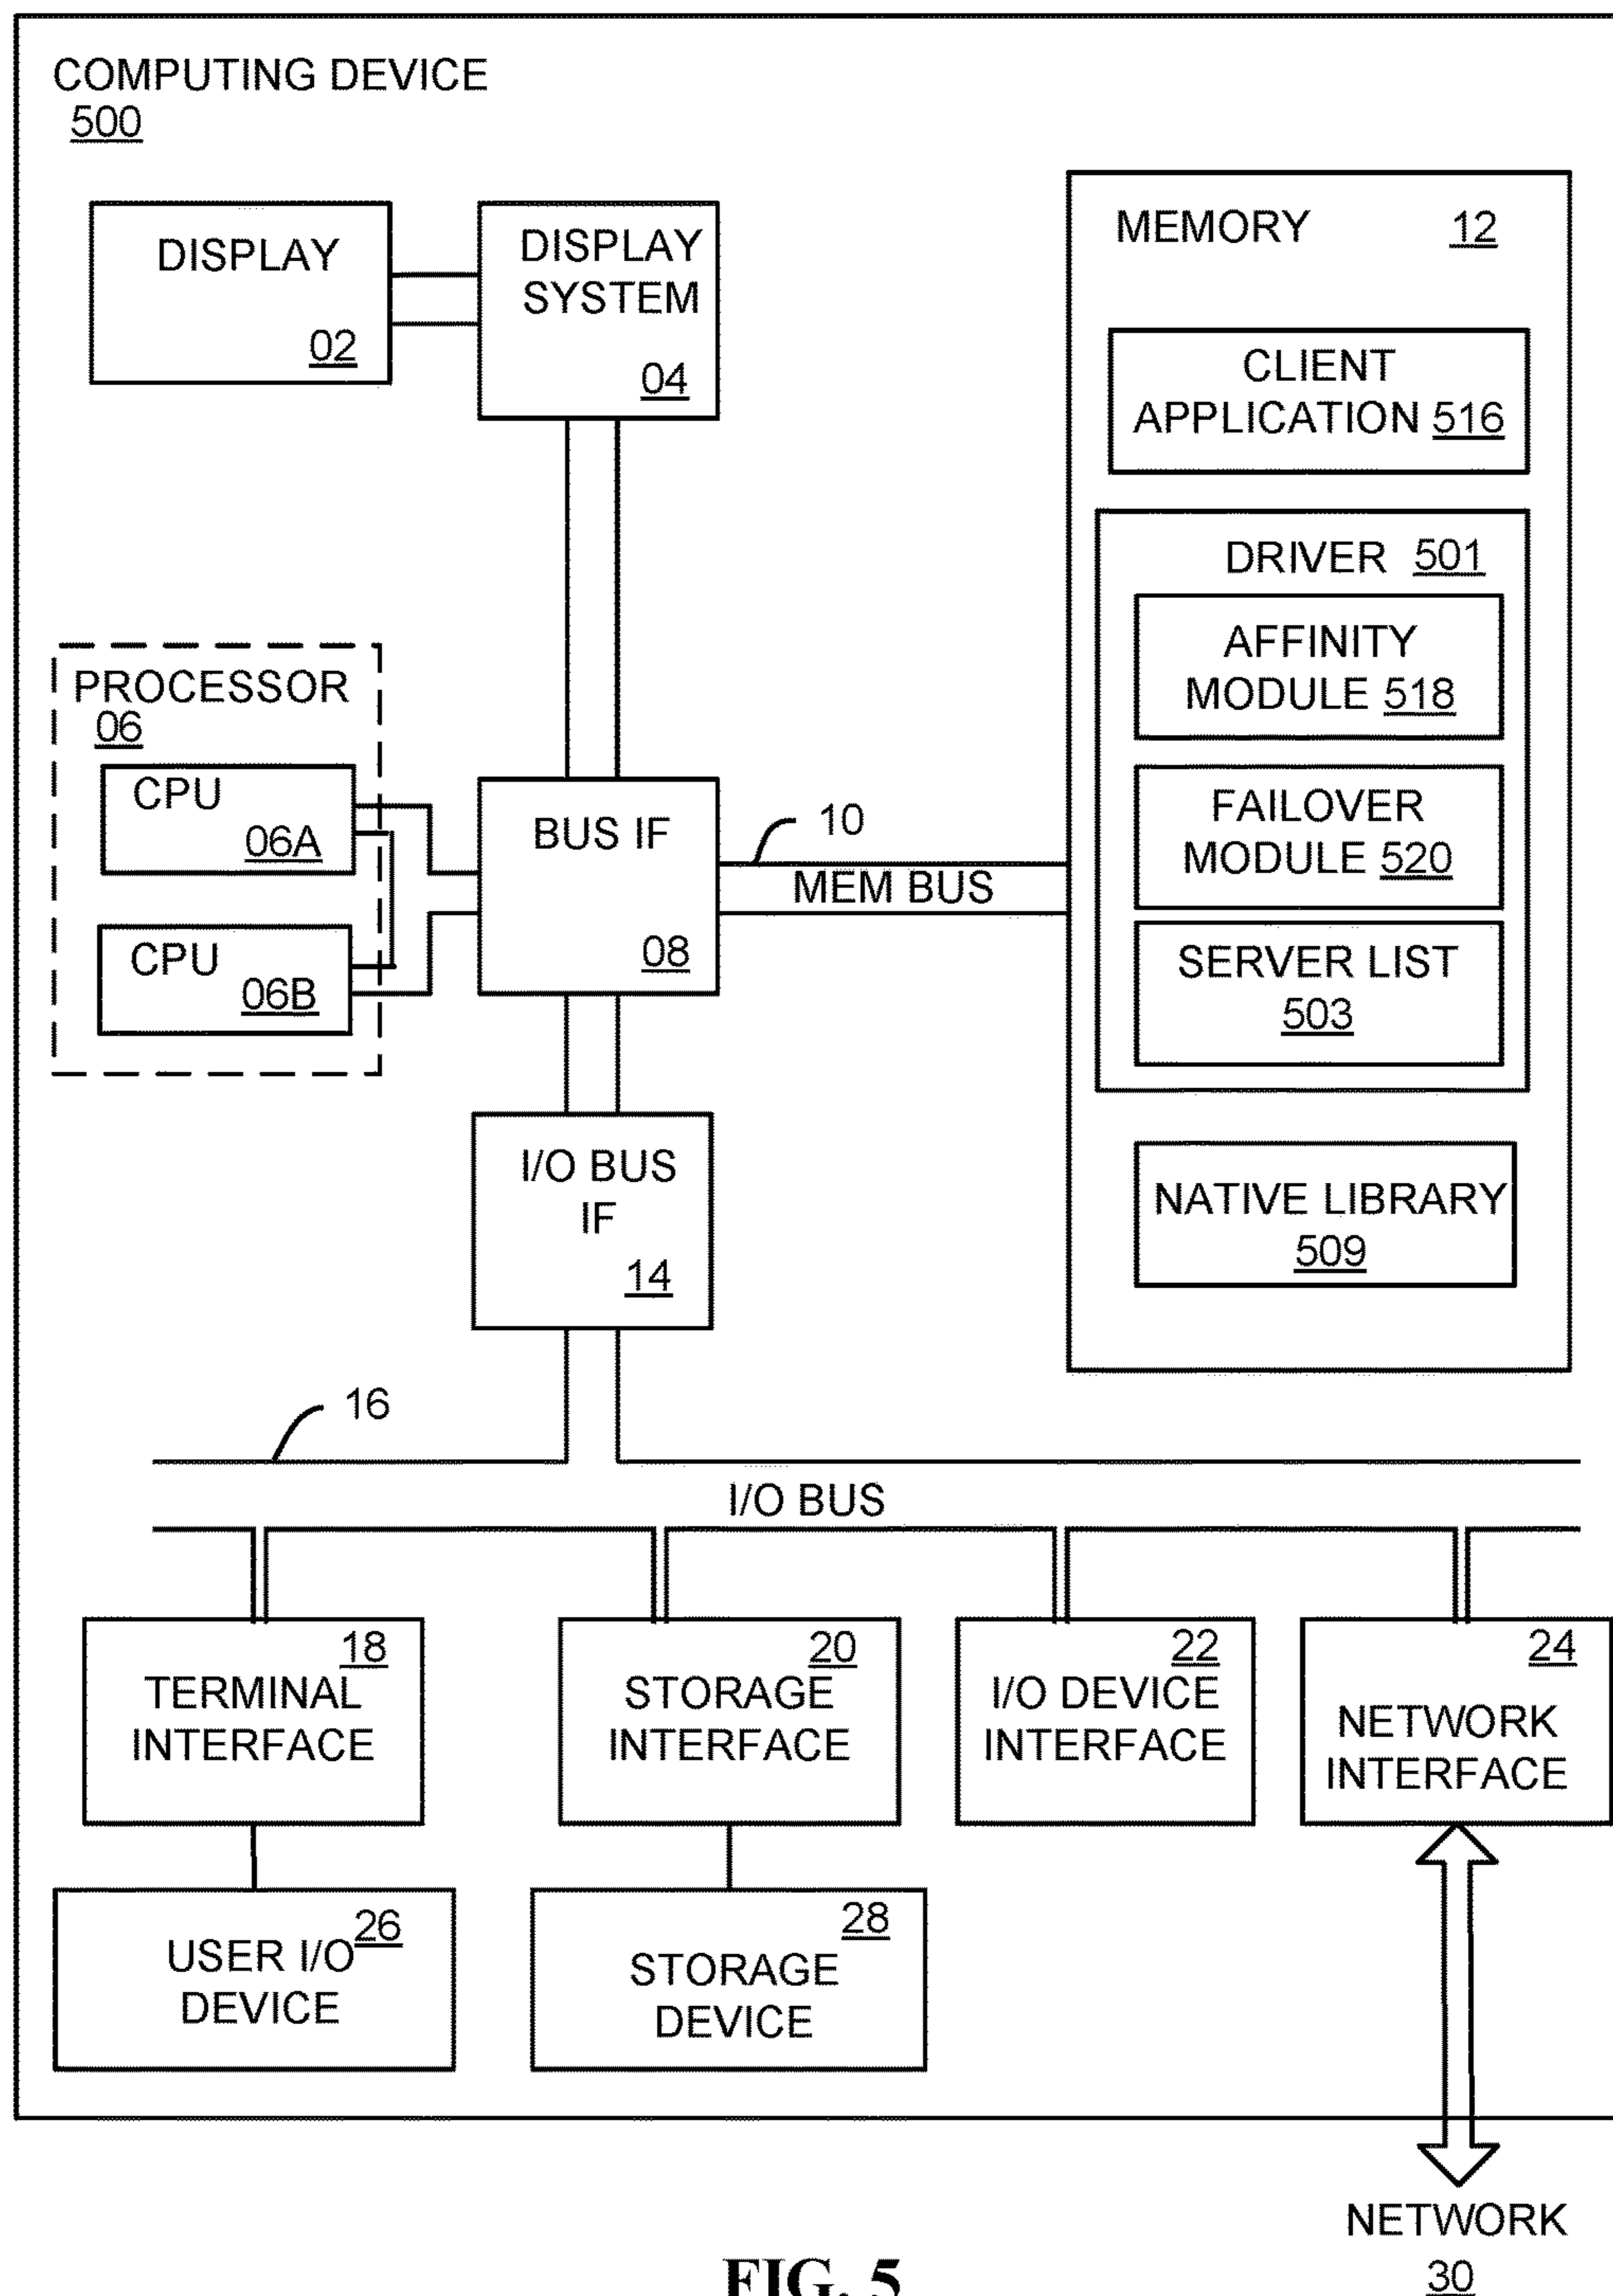 COMPUTING DEVICE
500
DISPLAY
02
DISPLAY
SYSTEM
04
MEMORY 12
CLIENT
APPLICATION 516
DRIVER 501
AFFINITY
MODULE 518
FAILOVER
MODULE 520
SERVER LIST
503
NATIVE LIBRARY
509
PROCESSOR
06
CPU
06A
CPU
06B
BUS IF
08
10
MEM BUS
I/O BUS
IF
14
16
I/O BUS
18
TERMINAL
INTERFACE
20
STORAGE
INTERFACE
22
I/O DEVICE
INTERFACE
24
NETWORK
INTERFACE
26
USER I/O
DEVICE
28
STORAGE
DEVICE
NETWORK
30
FIG. 5